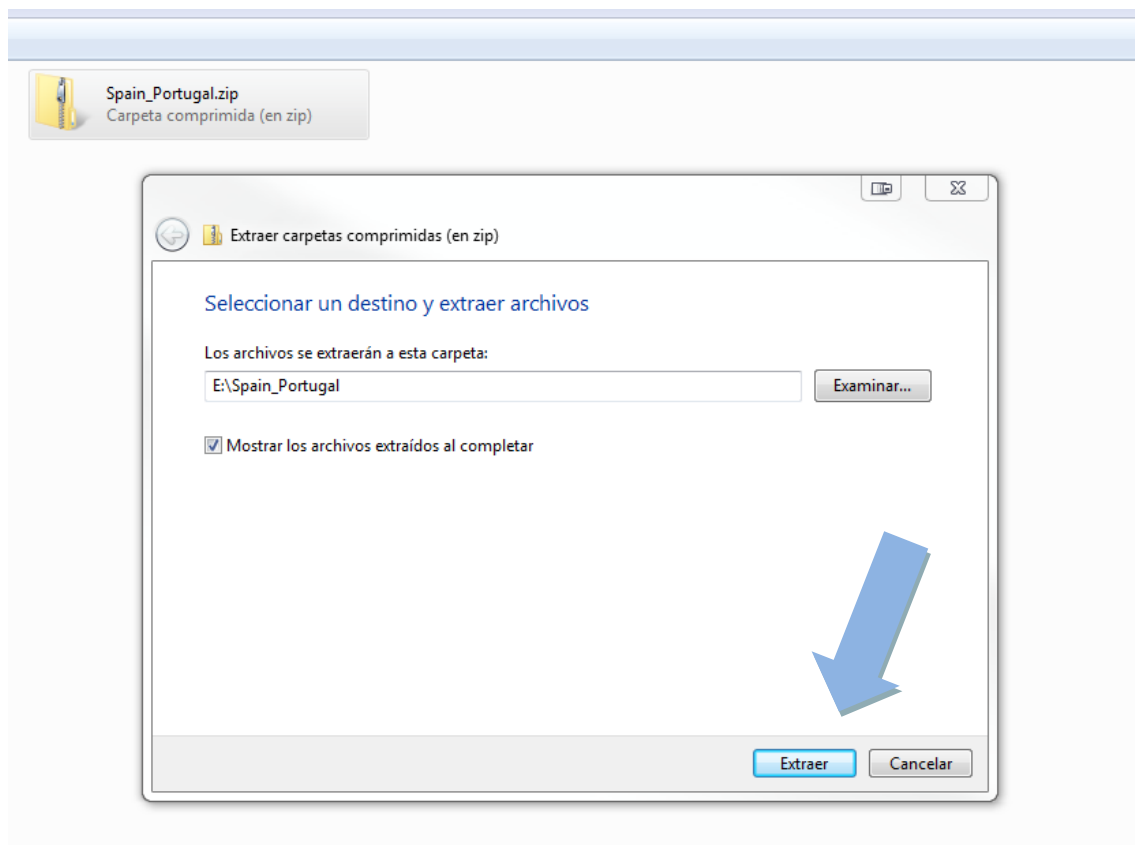 Spain_Portugal.zip
Carpeta comprimida (en zip)
Extraer carpetas comprimidas (en zip)
Seleccionar un destino y extraer archivos
Los archivos se extraerán a esta carpeta:
E:\Spain_Portugal
Examinar...
Mostrar los archivos extraídos al completar
Extraer
Cancelar